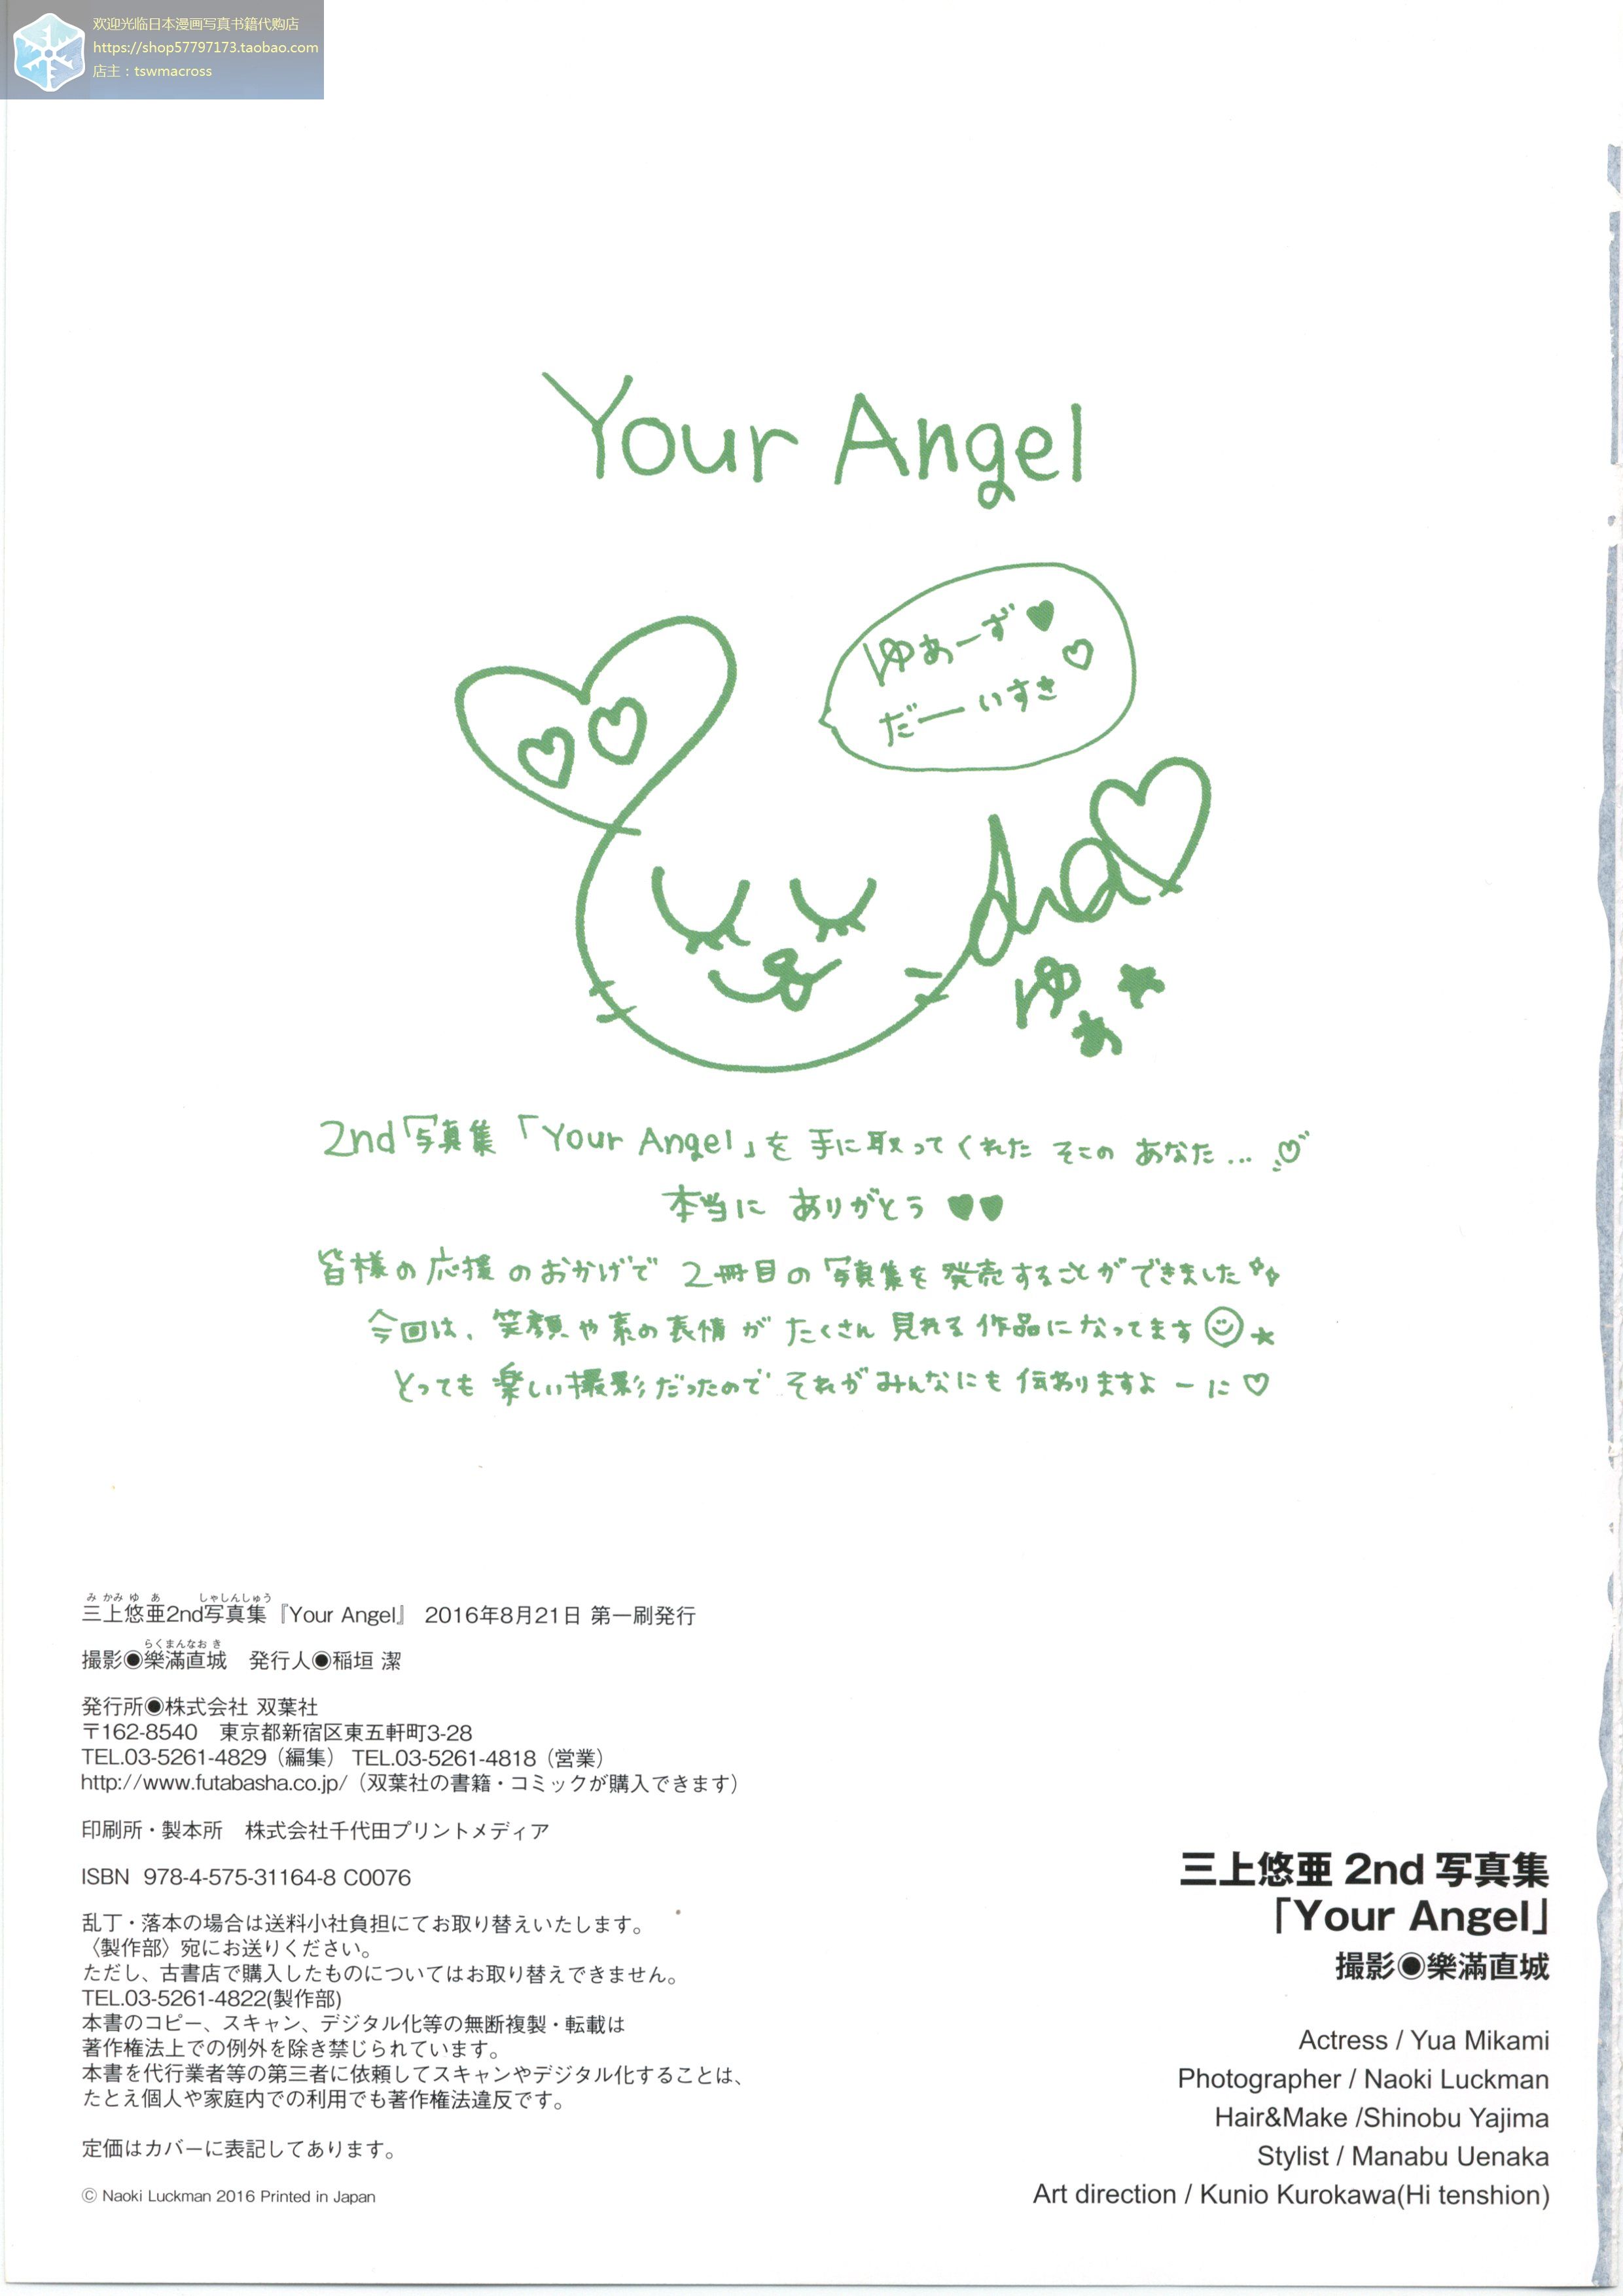 欢迎光临日本漫画写真书籍代购店
https://shop57797173.taobao.com
店主：tswmacross
Your Angel
ゆあーず♥
だーいすき♡
ゆあ★
2nd写真集「Your Angel」を手に取ってくれた そこの あなた…♡
本当に ありがとう ♥♥
皆様の応援のおかげで 2冊目の写真集を発売することができました
今回は、笑顔や素の表情が たくさん 見れる 作品になってます☺★
とっても 楽しい撮影だったので それが みんなにも 伝わりますよーに♡
み かみ ゆ あ しゃしんしゅう
三上悠亜2nd写真集『Your Angel』 2016年8月21日 第一刷発行
らくまんなおき
撮影◉樂滿直城 発行人◉稲垣 潔
発行所◉株式会社 双葉社
〒162-8540 東京都新宿区東五軒町3-28
TEL.03-5261-4829（編集） TEL.03-5261-4818（営業）
http://www.futabasha.co.jp/（双葉社の書籍・コミックが購入できます）
印刷所・製本所 株式会社千代田プリントメディア
ISBN 978-4-575-31164-8 C0076
乱丁・落本の場合は送料小社負担にてお取り替えいたします。
〈製作部〉宛にお送りください。
ただし、古書店で購入したものについてはお取り替えできません。
TEL.03-5261-4822(製作部)
本書のコピー、スキャン、デジタル化等の無断複製・転載は
著作権法上での例外を除き禁じられています。
本書を代行業者等の第三者に依頼してスキャンやデジタル化することは、
たとえ個人や家庭内での利用でも著作権法違反です。
定価はカバーに表記してあります。
© Naoki Luckman 2016 Printed in Japan
三上悠亜 2nd 写真集
「Your Angel」
撮影◉樂滿直城
Actress / Yua Mikami
Photographer / Naoki Luckman
Hair&Make /Shinobu Yajima
Stylist / Manabu Uenaka
Art direction / Kunio Kurokawa(Hi tenshion)